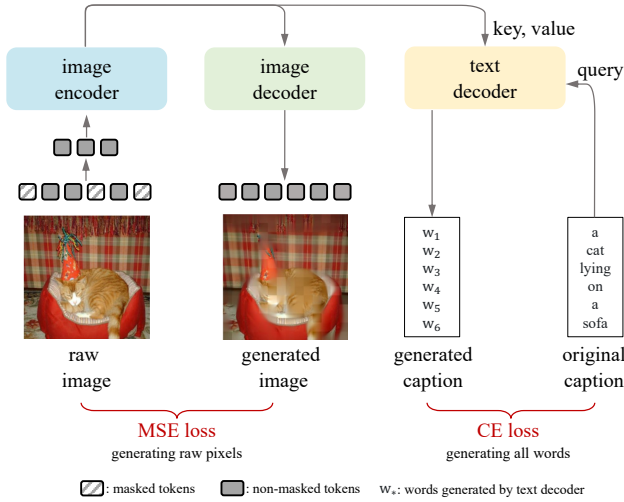 key, value
image
encoder
image
decoder
text
decoder
query
w₁
w₂
w₃
w₄
w₅
w₆
a
cat
lying
on
a
sofa
raw
image
generated
image
generated
caption
original
caption
MSE loss
generating raw pixels
CE loss
generating all words
: masked tokens
: non-masked tokens
w*: words generated by text decoder